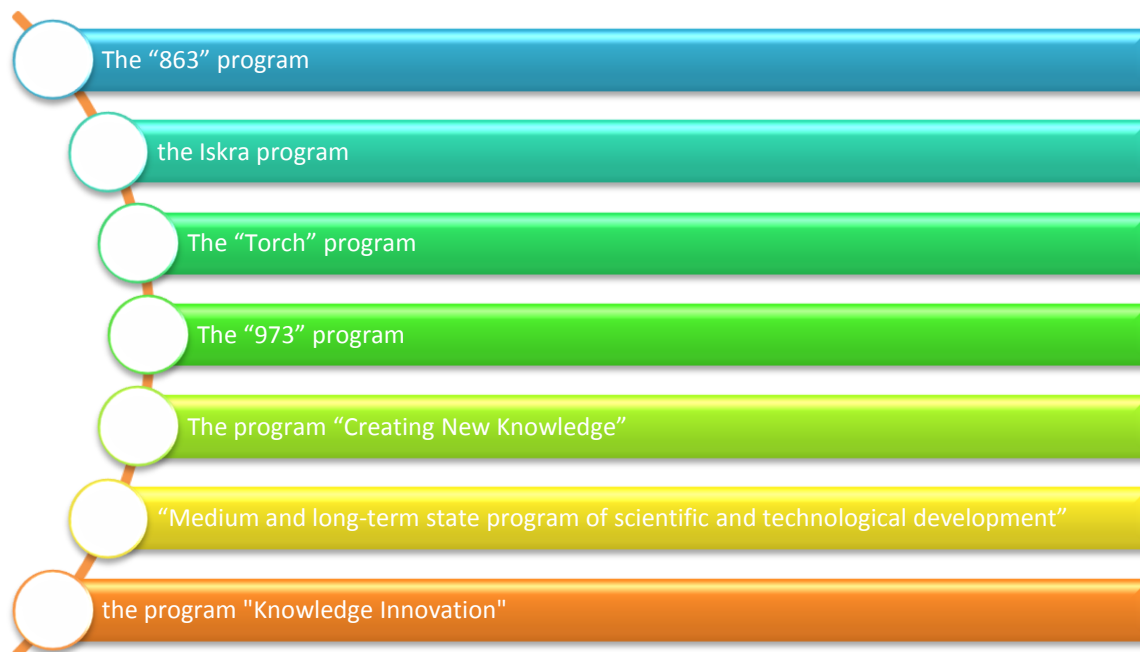 The “863” program
the Iskra program
The “Torch” program
The “973” program
The program “Creating New Knowledge”
“Medium and long-term state program of scientific and technological development”
the program "Knowledge Innovation"